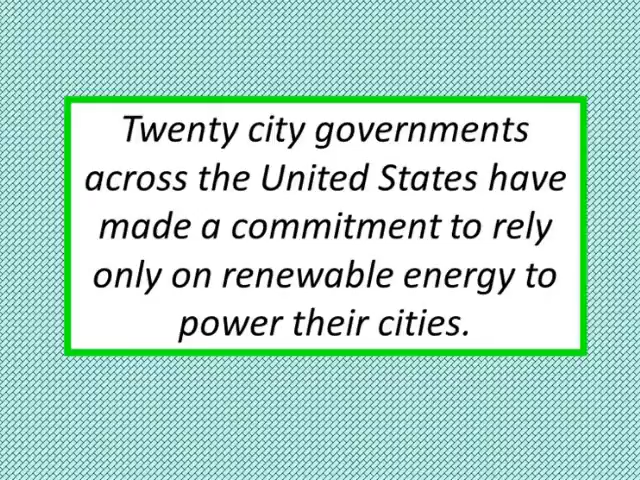 Twenty city governments
across the United States have
made a commitment to rely
only on renewable energy to
power their cities.